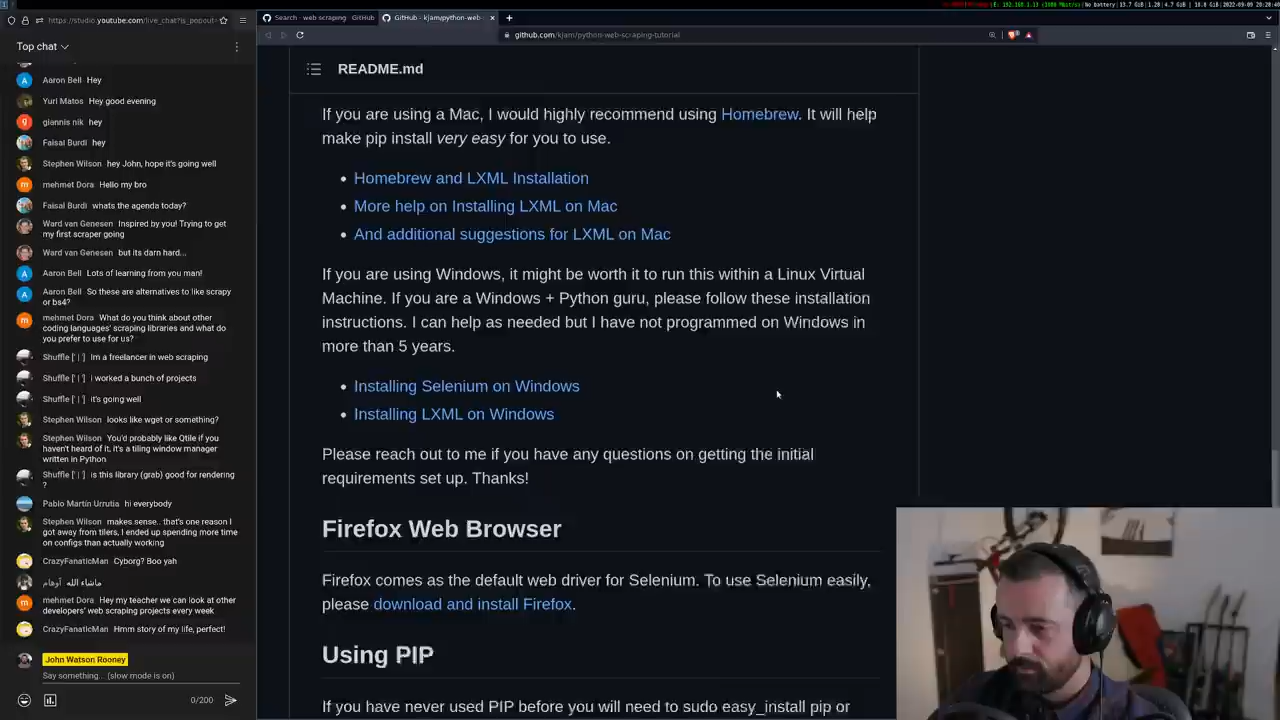 https://studio.youtube.com/live_chat?is_popout
Top chat
Aaron Bell Hey
Yuri Matos Hey good evening
giannis nik hey
Faisal Burdi hey
Stephen Wilson hey John, hope it's going well
mehmet Dora Hello my bro
Faisal Burdi whats the agenda today?
Ward van Genesen Inspired by you! Trying to get
my first scraper going
Ward van Genesen but its darn hard...
Aaron Bell Lots of learning from you man!
Aaron Bell So these are alternatives to like scrapy
or bs4?
mehmet Dora What do you think about other
coding languages' scraping libraries and what do
you prefer to use for us?
Shuffle [' | '] Im a freelancer in web scraping
Shuffle [' | '] i worked a bunch of projects
Shuffle [' | '] it's going well
Stephen Wilson looks like wget or something?
Stephen Wilson You'd probably like Qtile if you
haven't heard of it, it's a tiling window manager
written in Python
Shuffle [' | '] is this library (grab) good for rendering
?
Pablo Martín Urrutia hi everybody
Stephen Wilson makes sense.. that's one reason I
got away from tilers, I ended up spending more time
on configs than actually working
CrazyFanaticMan Cyborg? Boo yah
أوهام ماشاء الله
mehmet Dora Hey my teacher we can look at other
developers' web scraping projects every week
CrazyFanaticMan Hmm story of my life, perfect!
John Watson Rooney
Say something... (slow mode is on)
0/200
Search · web scraping · GitHub
GitHub - kjam/python-web-
github.com/kjam/python-web-scraping-tutorial
2022-09-09
README.md
If you are using a Mac, I would highly recommend using Homebrew. It will help
make pip install very easy for you to use.
• Homebrew and LXML Installation
• More help on Installing LXML on Mac
• And additional suggestions for LXML on Mac
If you are using Windows, it might be worth it to run this within a Linux Virtual
Machine. If you are a Windows + Python guru, please follow these installation
instructions. I can help as needed but I have not programmed on Windows in
more than 5 years.
• Installing Selenium on Windows
• Installing LXML on Windows
Please reach out to me if you have any questions on getting the initial
requirements set up. Thanks!
Firefox Web Browser
Firefox comes as the default web driver for Selenium. To use Selenium easily,
please download and install Firefox.
Using PIP
If you have never used PIP before you will need to sudo easy_install pip or